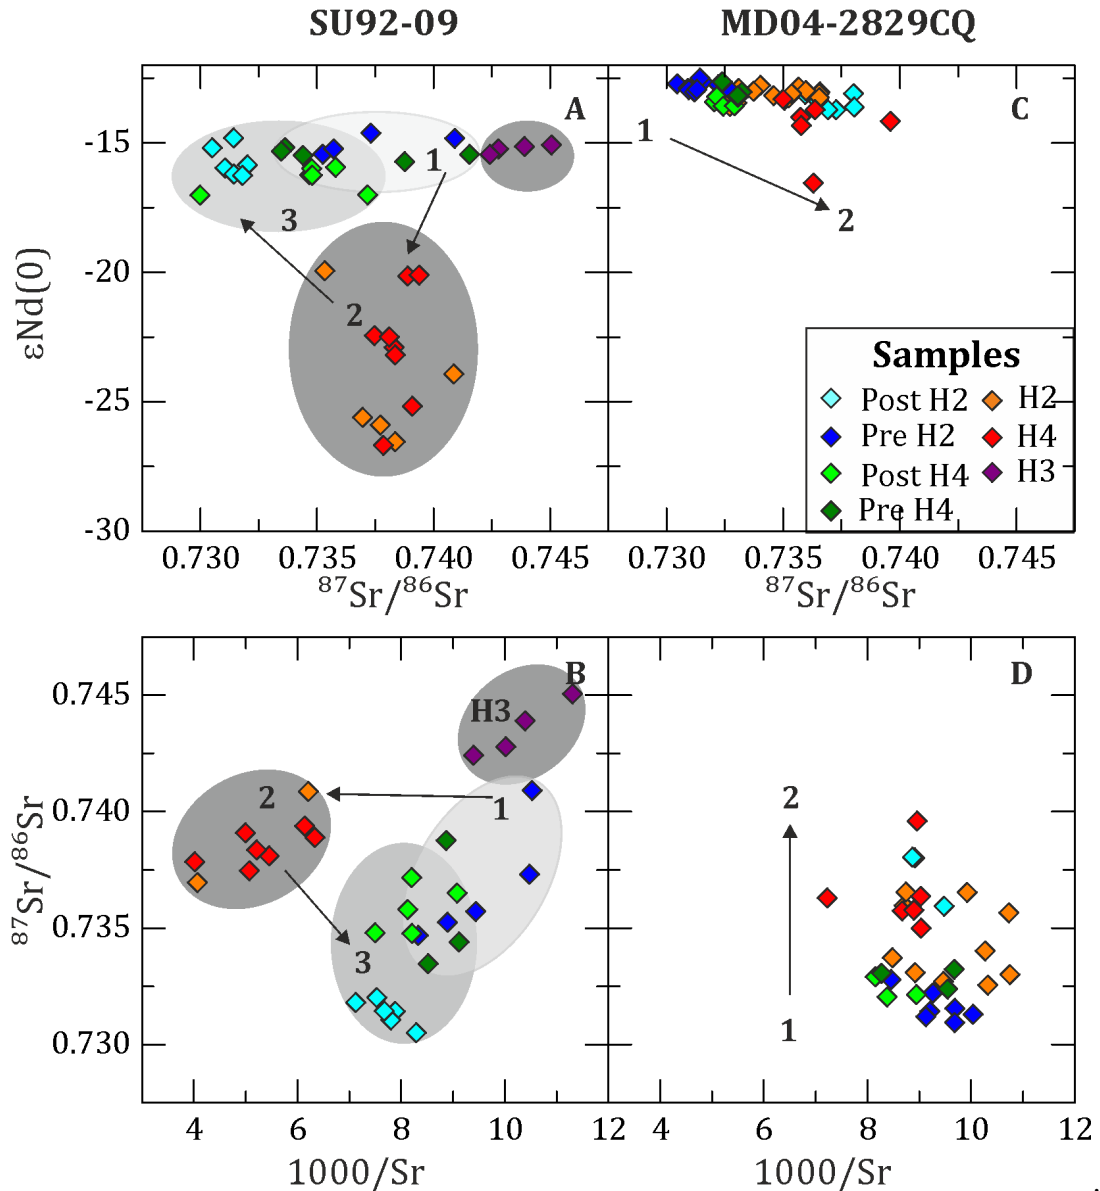 SU92-09 MD04-2829CQ
A C
1 1
3
2 2
-15
-20
-25
-30
εNd(0)
Samples
Post H2 H2
Pre H2 H4
Post H4 H3
Pre H4
0.730 0.735 0.740 0.745 0.730 0.735 0.740 0.745
⁸⁷Sr/⁸⁶Sr ⁸⁷Sr/⁸⁶Sr
B D
H3
2 1 2
3 1
0.745
0.740
0.735
0.730
⁸⁷Sr/⁸⁶Sr
4 6 8 10 12 4 6 8 10 12
1000/Sr 1000/Sr
.